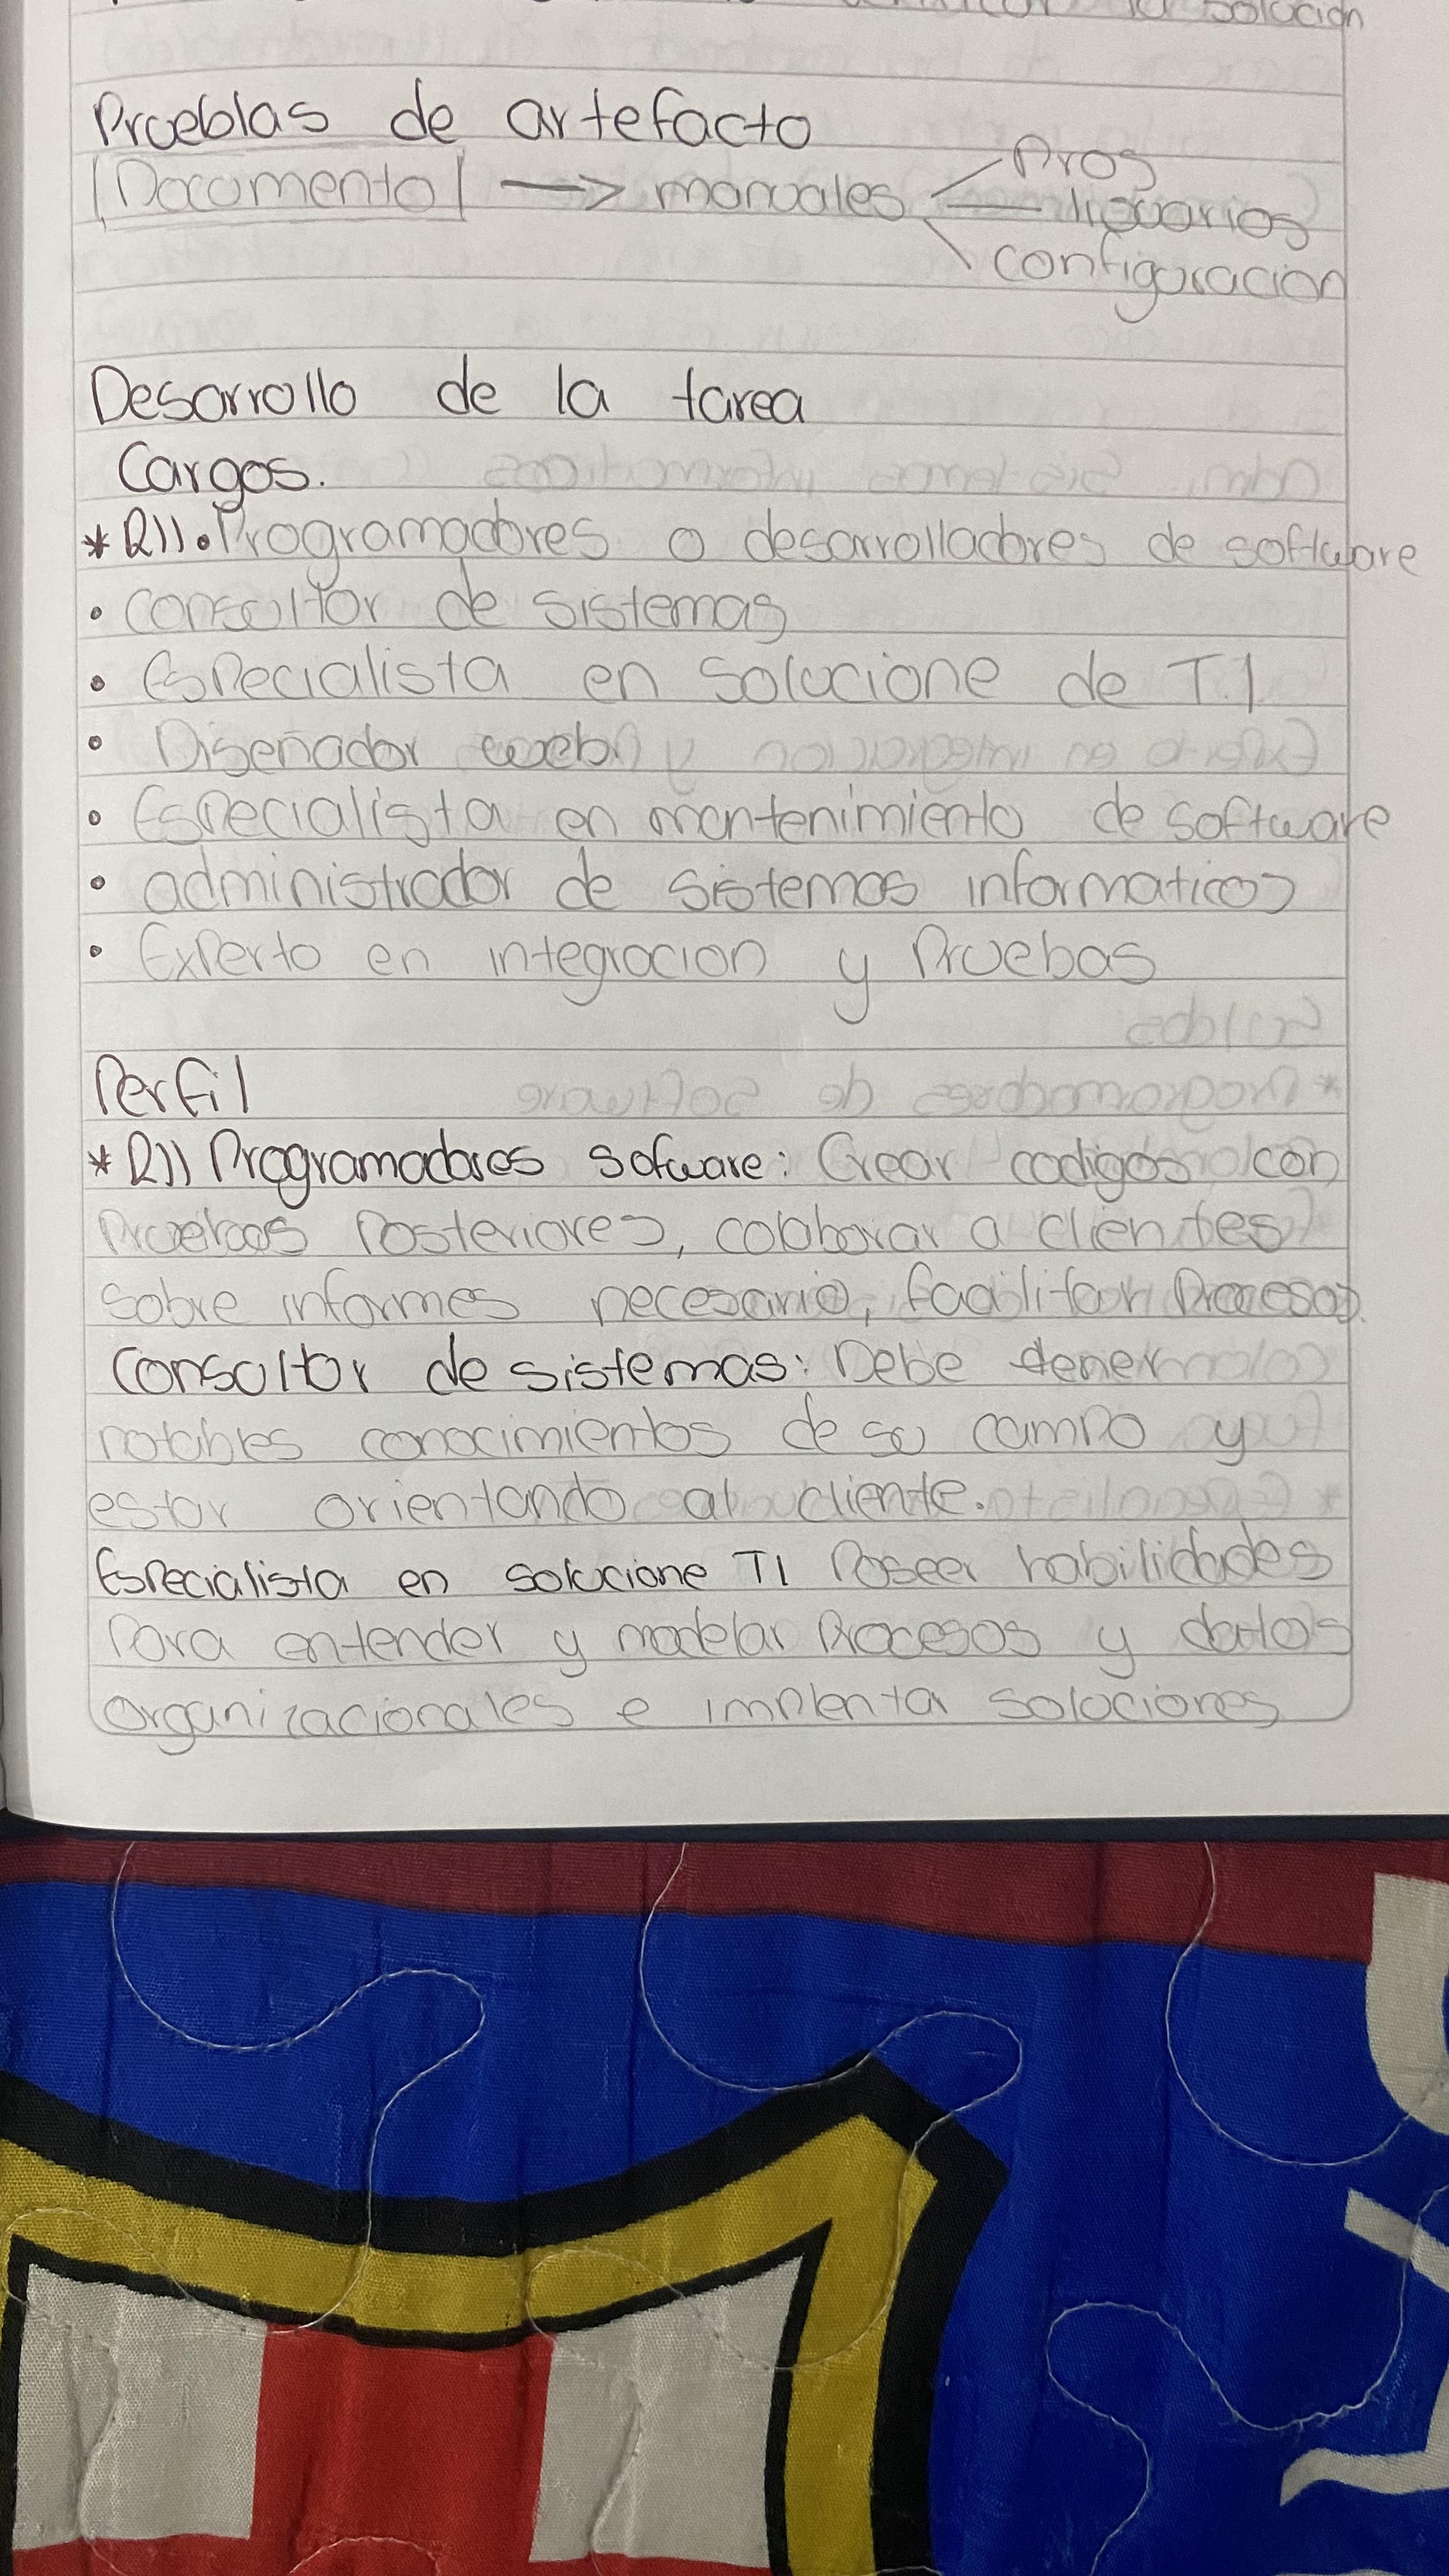 la solución
Prueblas de artefacto
|Documento| —> manuales
Pros
Usuarios
configuracion
Desarrollo de la tarea
Cargos.
* R)). Programadores o desarrolladores de software
• consultor de sistemas
• Especialista en solucione de T.I
• Diseñador web
• Especialista en mantenimiento de software
• administrador de sistemas informaticos
• Experto en integracion y Pruebas
Perfil
* R)) Programadores sofware: Crear codigos con
Pruebas Posteriores, colaborar a clientes
sobre informes necesario, facilitar Procesos.
Consultor de sistemas: Debe tener
notables conocimientos de su campo y
estar orientando al cliente.
Especialista en solucione TI Poseer habilidades
Para entender y modelar Procesos y datos
organizacionales e implenta soluciones